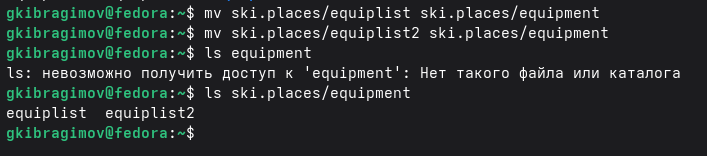 gkibragimov@fedora:~$ mv ski.places/equiplist ski.places/equipment
gkibragimov@fedora:~$ mv ski.places/equiplist2 ski.places/equipment
gkibragimov@fedora:~$ ls equipment
ls: невозможно получить доступ к 'equipment': Нет такого файла или каталога
gkibragimov@fedora:~$ ls ski.places/equipment
equiplist  equiplist2
gkibragimov@fedora:~$